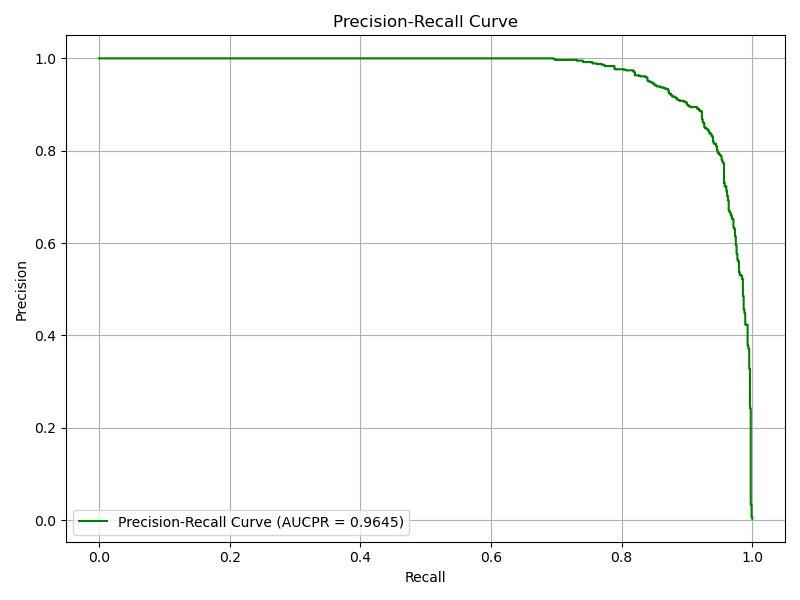 Precision-Recall Curve
1.0
0.8
0.6
0.4
0.2
0.0
Precision
Precision-Recall Curve (AUCPR = 0.9645)
0.0 0.2 0.4 0.6 0.8 1.0
Recall